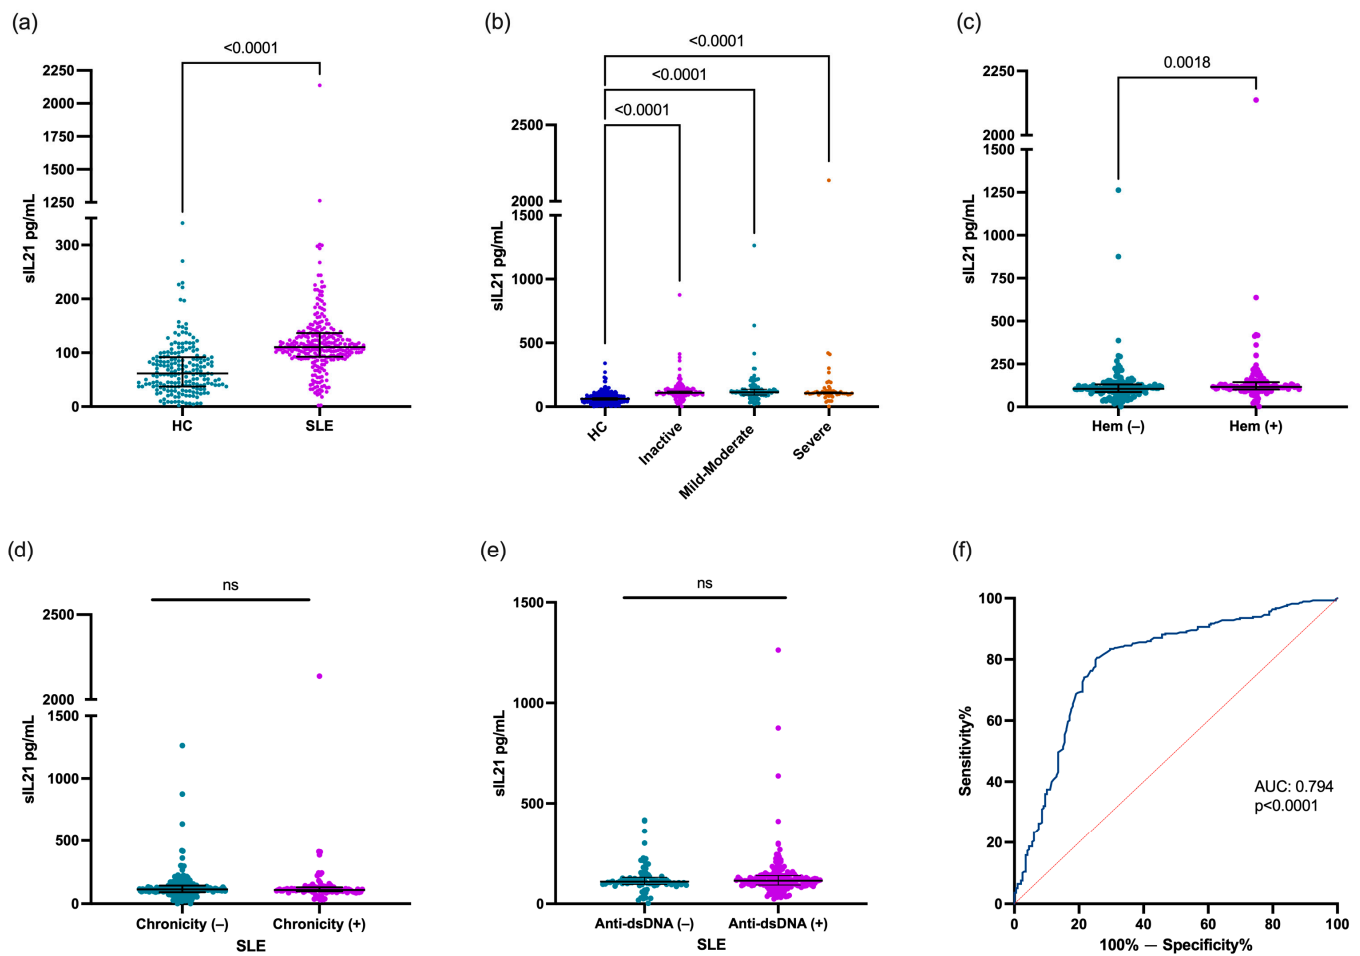 (a)
<0.0001
2250
2000
1750
1500
1250
300
200
100
0
sIL21 pg/mL
HC
SLE
(b)
<0.0001
<0.0001
<0.0001
2500
2000
1500
1000
500
0
sIL21 pg/mL
HC
Inactive
Mild-Moderate
Severe
(c)
0.0018
2250
2000
1500
1250
1000
750
500
250
0
sIL21 pg/mL
Hem (–)
Hem (+)
(d)
ns
2500
2000
1500
1000
500
0
sIL21 pg/mL
Chronicity (–)
Chronicity (+)
SLE
(e)
ns
1500
1000
500
0
sIL21 pg/mL
Anti-dsDNA (–)
Anti-dsDNA (+)
SLE
(f)
100
80
60
40
20
0
Sensitivity%
AUC: 0.794
p<0.0001
0
20
40
60
80
100
100% — Specificity%